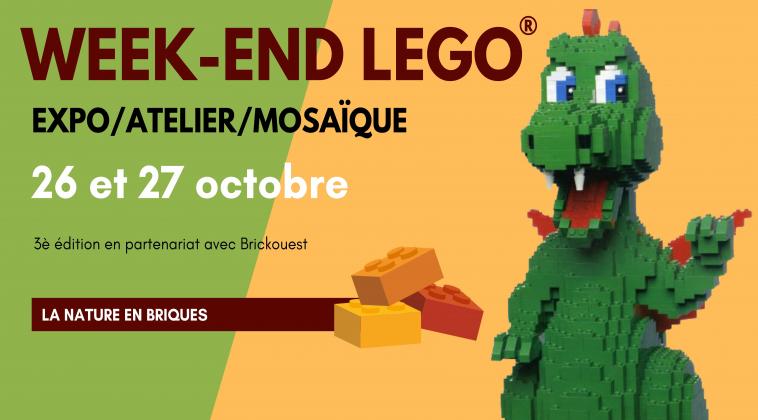 WEEK-END LEGO®
EXPO/ATELIER/MOSAÏQUE
26 et 27 octobre
3è édition en partenariat avec Brickouest
LA NATURE EN BRIQUES